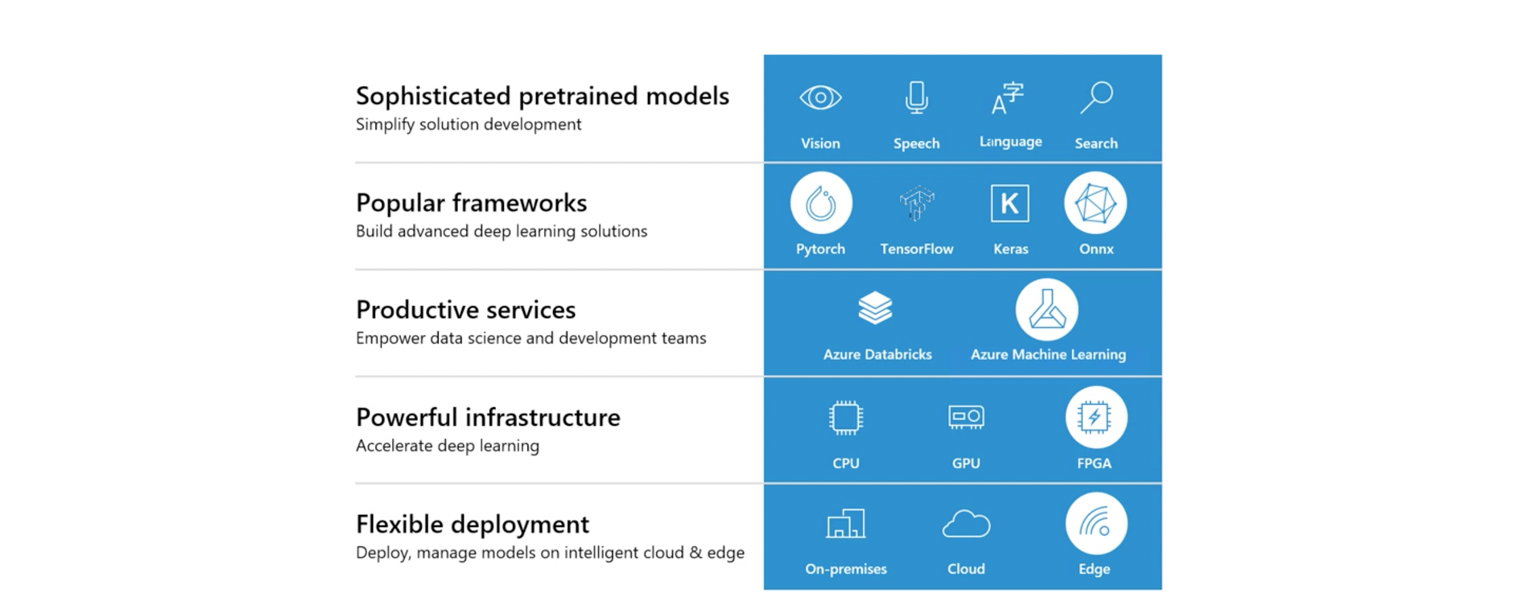 Sophisticated pretrained models
Simplify solution development
Vision
Speech
A字
Language
Search
Popular frameworks
Build advanced deep learning solutions
Pytorch
TensorFlow
K
Keras
Onnx
Productive services
Empower data science and development teams
Azure Databricks
Azure Machine Learning
Powerful infrastructure
Accelerate deep learning
CPU
GPU
FPGA
Flexible deployment
Deploy, manage models on intelligent cloud & edge
On-premises
Cloud
Edge